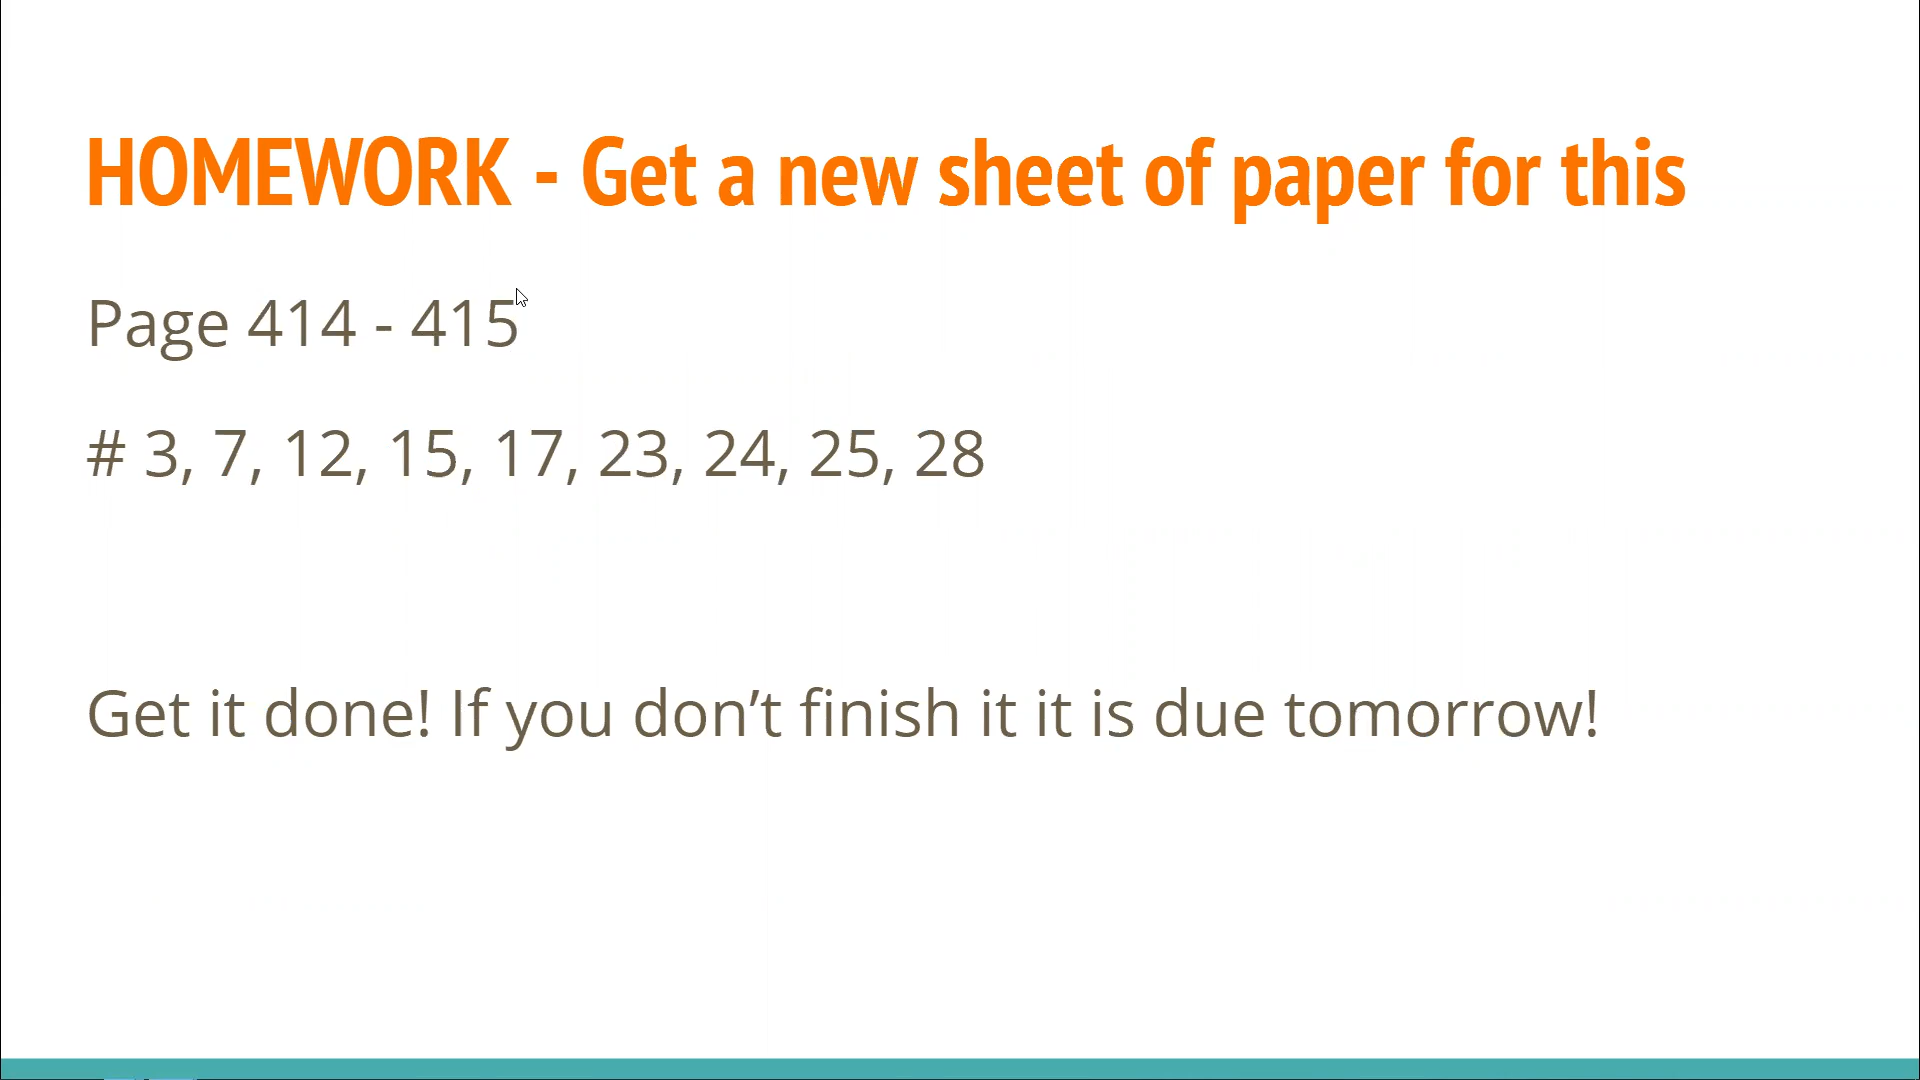 HOMEWORK - Get a new sheet of paper for this
Page 414 - 415
# 3, 7, 12, 15, 17, 23, 24, 25, 28
Get it done! If you don’t finish it it is due tomorrow!